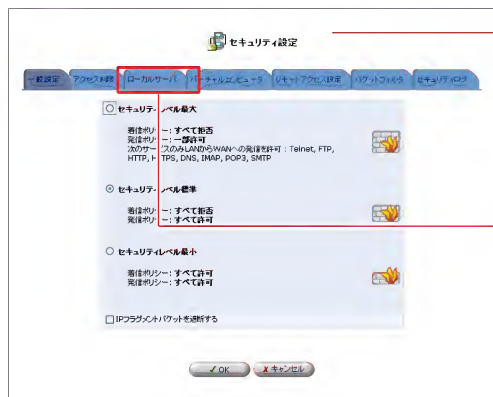 セキュリティ設定
一般設定 アクセス制限 ローカルサーバ バーチャルコンピュータ リモートアクセス設定 パケットフィルタ セキュリティログ
セキュリティレベル最大
着信ポリシー：すべて拒否
発信ポリシー：一部許可
次のサービスのみLANからWANへの発信を許可：Telnet, FTP,
HTTP, HTTPS, DNS, IMAP, POP3, SMTP
セキュリティレベル標準
着信ポリシー：すべて拒否
発信ポリシー：すべて許可
セキュリティレベル最小
着信ポリシー：すべて許可
発信ポリシー：すべて許可
IPフラグメントパケットを遮断する
✓ OK
✗ キャンセル